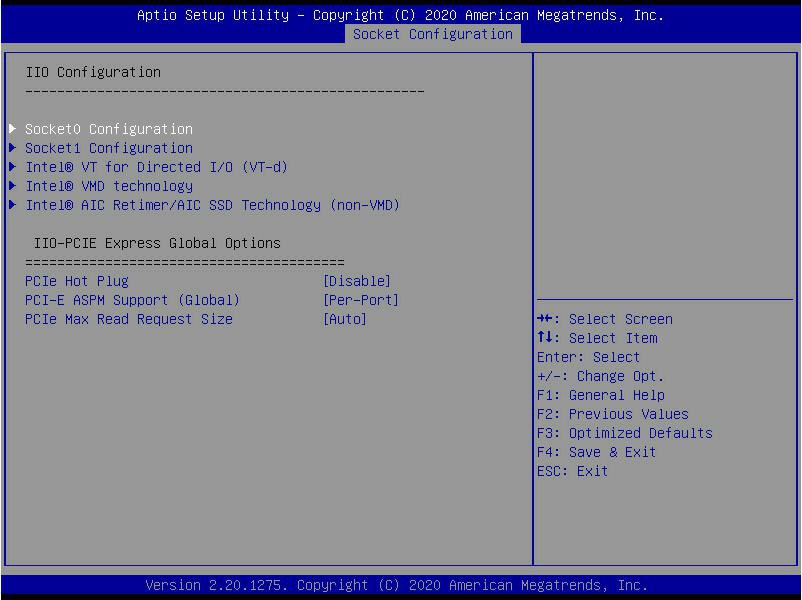 Aptio Setup Utility – Copyright (C) 2020 American Megatrends, Inc.
Socket Configuration
IIO Configuration
--------------------------------------------------
Socket0 Configuration
Socket1 Configuration
Intel® VT for Directed I/O (VT-d)
Intel® VMD technology
Intel® AIC Retimer/AIC SSD Technology (non-VMD)
IIO-PCIE Express Global Options
========================================
PCIe Hot Plug [Disable]
PCI-E ASPM Support (Global) [Per-Port]
PCIe Max Read Request Size [Auto]
→←: Select Screen
↑↓: Select Item
Enter: Select
+/-: Change Opt.
F1: General Help
F2: Previous Values
F3: Optimized Defaults
F4: Save & Exit
ESC: Exit
Version 2.20.1275. Copyright (C) 2020 American Megatrends, Inc.